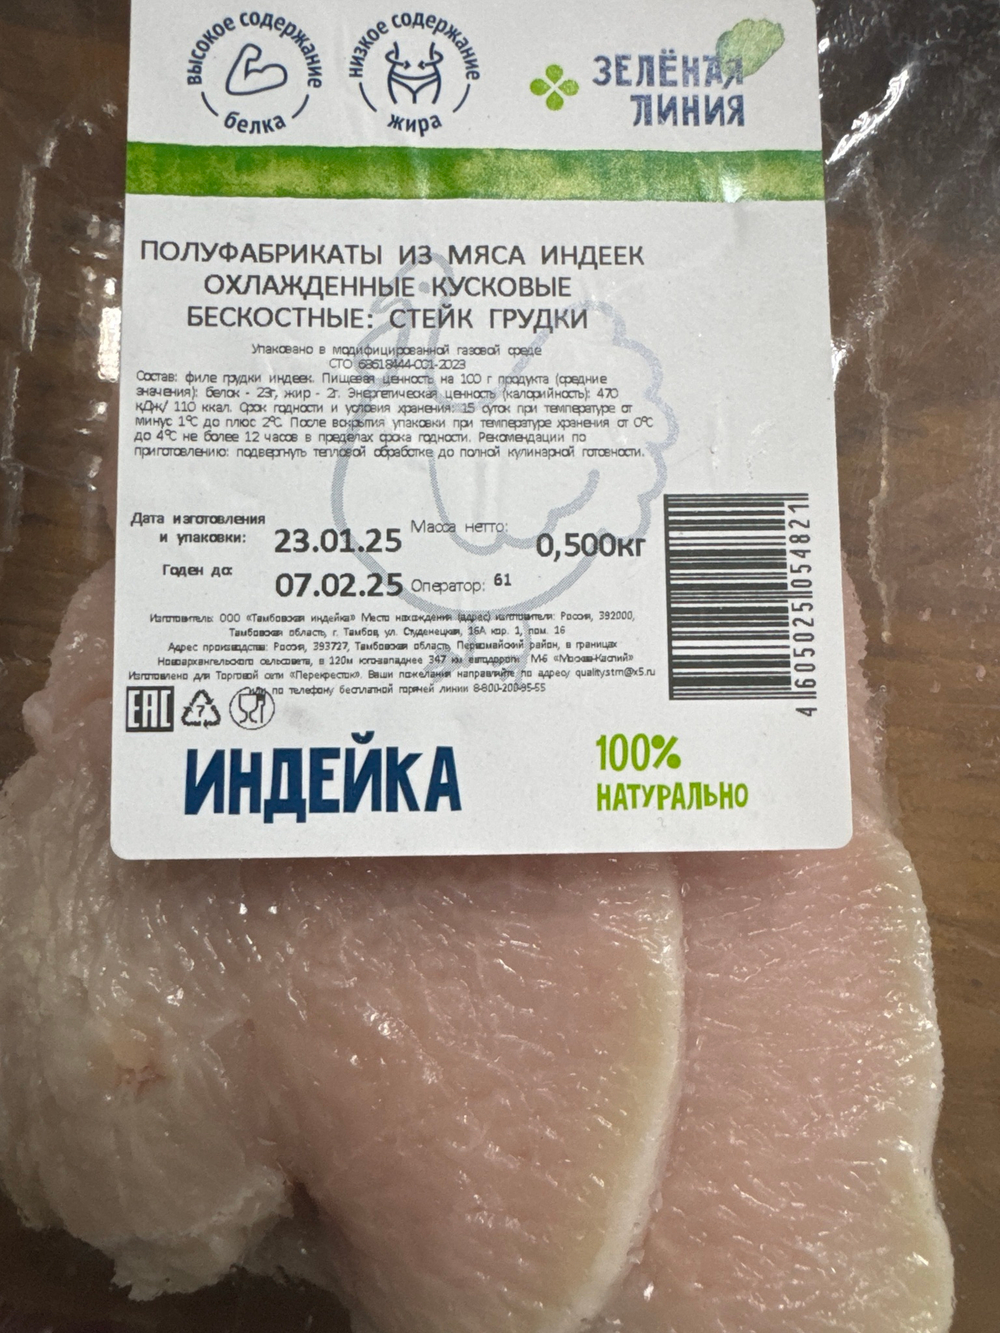 высокое содержание
белка
низкое содержание
жира
ЗЕЛЁНАЯ
ЛИНИЯ
ПОЛУФАБРИКАТЫ ИЗ МЯСА ИНДЕЕК
ОХЛАЖДЕННЫЕ КУСКОВЫЕ
БЕСКОСТНЫЕ: СТЕЙК ГРУДКИ
Упаковано в модифицированной газовой среде
СТО 68618444-001-2023
Состав: филе грудки индеек. Пищевая ценность на 100 г продукта (средние
значения): белок - 23г, жир - 2г. Энергетическая ценность (калорийность): 470
кДж/ 110 ккал. Срок годности и условия хранения: 15 суток при температуре от
минус 1°С до плюс 2°С. После вскрытия упаковки при температуре хранения от 0°С
до 4°С не более 12 часов в пределах срока годности. Рекомендации по
приготовлению: подвергнуть тепловой обработке до полной кулинарной готовности.
Дата изготовления
и упаковки: 23.01.25 Масса нетто: 0,500кг
Годен до: 07.02.25 Оператор: 61
Изготовитель: ООО «Тамбовская индейка» Место нахождения (адрес) изготовителя: Россия, 392000,
Тамбовская область, г. Тамбов, ул. Студенецкая, 16А кор. 1, пом. 16
Адрес производства: Россия, 393727, Тамбовская область, Первомайский район, в границах
Новоархангельского сельсовета, в 120м юго-западнее 347 км автодороги М-6 «Москва-Каспий»
Изготовлено для Торговой сети «Перекресток». Ваши пожелания направляйте по адресу quality.stm@x5.ru
или по телефону бесплатной горячей линии 8-800-200-95-55
EAC
7
4605025054821
ИНДЕЙКА
100%
НАТУРАЛЬНО